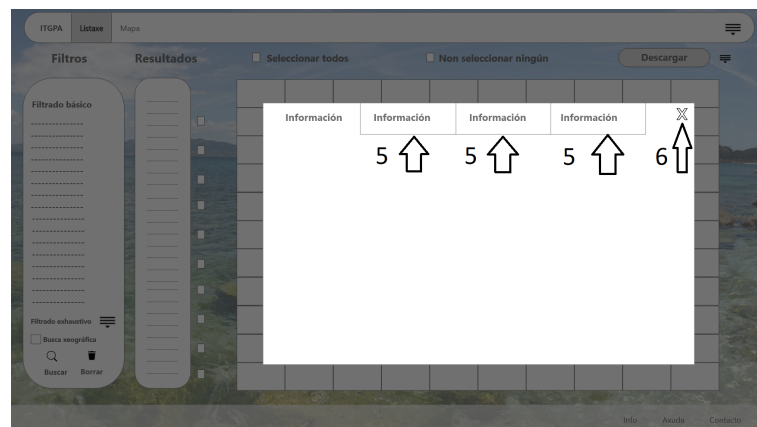 ITGPA Listaxe Mapa
Filtros Resultados Seleccionar todos Non seleccionar ningún Descargar
Filtrado básico
Información Información Información Información X
5 5 5 6
Filtrado exhaustivo
Busca xeográfica
Buscar Borrar
Info Axuda Contacto